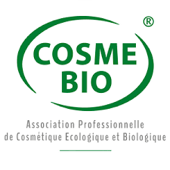 ®
COSME
BIO
Association Professionnelle
de Cosmétique Ecologique et Biologique